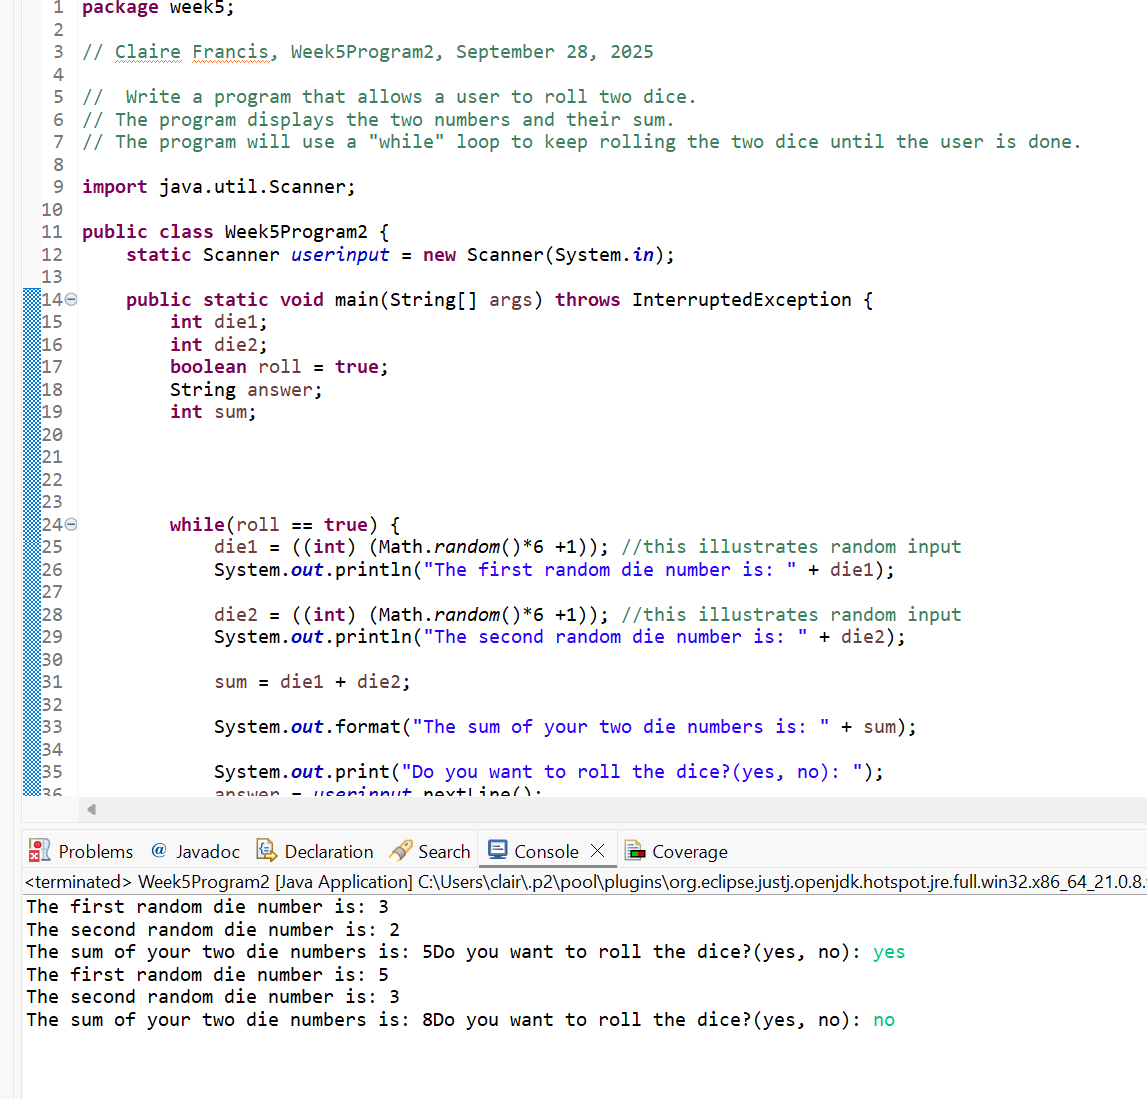 1 package week5;
2
3 // Claire Francis, Week5Program2, September 28, 2025
4
5 //  Write a program that allows a user to roll two dice.
6 // The program displays the two numbers and their sum.
7 // The program will use a "while" loop to keep rolling the two dice until the user is done.
8
9 import java.util.Scanner;
10
11 public class Week5Program2 {
12     static Scanner userinput = new Scanner(System.in);
13
14     public static void main(String[] args) throws InterruptedException {
15         int die1;
16         int die2;
17         boolean roll = true;
18         String answer;
19         int sum;
20
21
22
23
24         while(roll == true) {
25             die1 = ((int) (Math.random()*6 +1)); //this illustrates random input
26             System.out.println("The first random die number is: " + die1);
27
28             die2 = ((int) (Math.random()*6 +1)); //this illustrates random input
29             System.out.println("The second random die number is: " + die2);
30
31             sum = die1 + die2;
32
33             System.out.format("The sum of your two die numbers is: " + sum);
34
35             System.out.print("Do you want to roll the dice?(yes, no): ");
36             answer = userinput.nextLine();
Problems @ Javadoc Declaration Search Console Coverage
<terminated> Week5Program2 [Java Application] C:\Users\clair\.p2\pool\plugins\org.eclipse.justj.openjdk.hotspot.jre.full.win32.x86_64_21.0.8.
The first random die number is: 3
The second random die number is: 2
The sum of your two die numbers is: 5Do you want to roll the dice?(yes, no): yes
The first random die number is: 5
The second random die number is: 3
The sum of your two die numbers is: 8Do you want to roll the dice?(yes, no): no